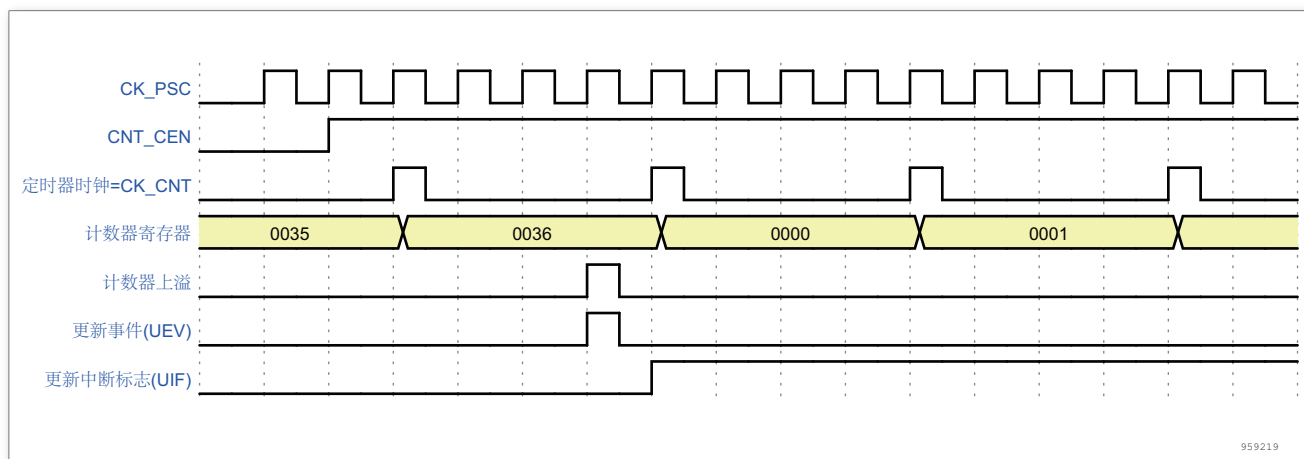 CK_PSC
CNT_CEN
定时器时钟=CK_CNT
计数器寄存器 0035 0036 0000 0001
计数器上溢
更新事件(UEV)
更新中断标志(UIF)
959219